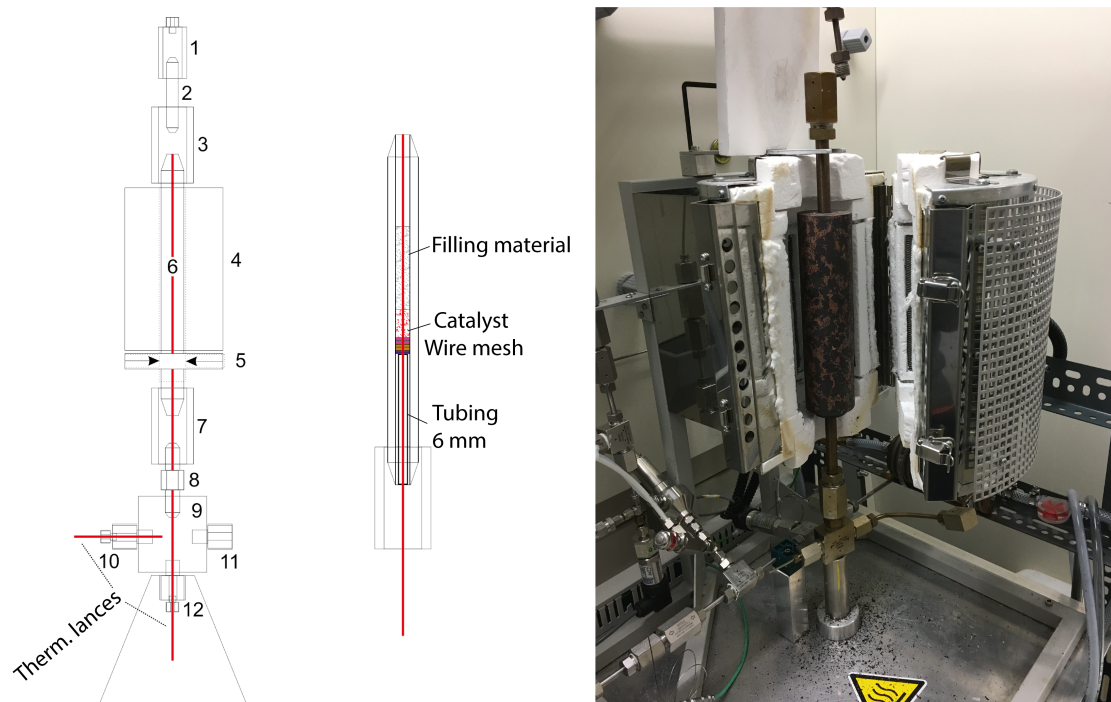 1
2
3
6
4
5
7
8
9
10
11
12
Therm. lances
Filling material
Catalyst
Wire mesh
Tubing
6 mm